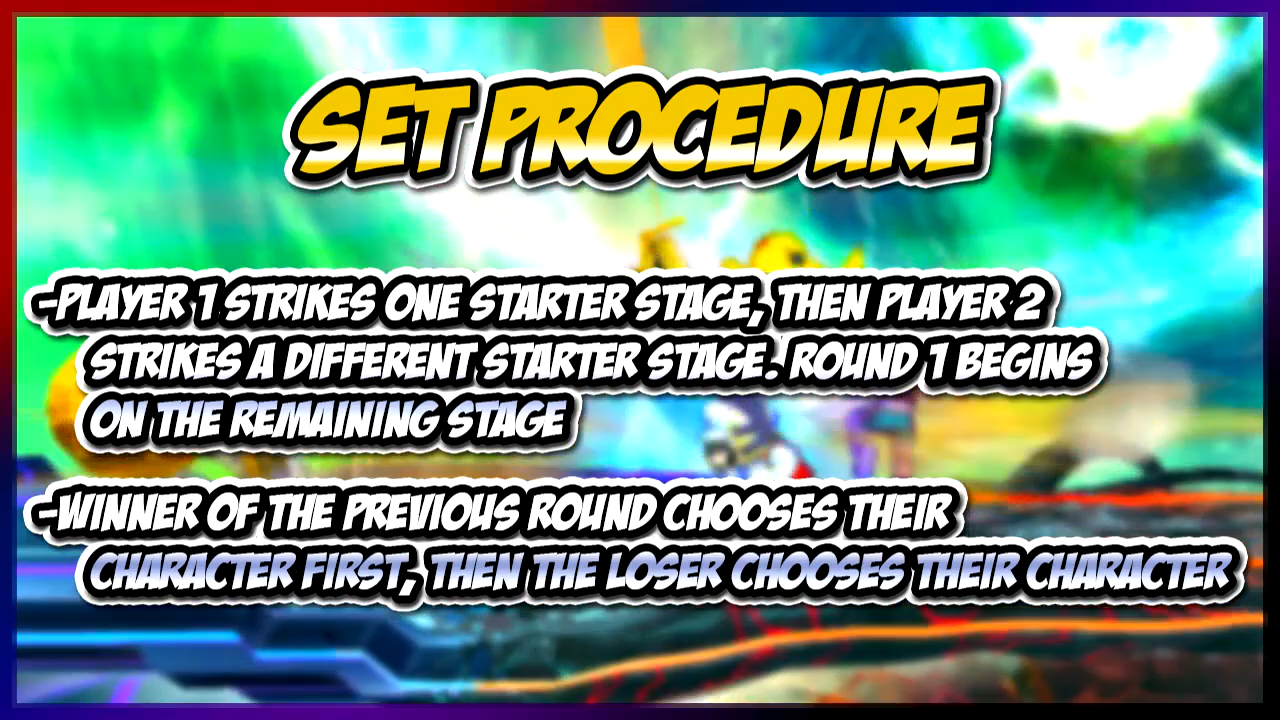 SET PROCEDURE
-PLAYER 1 STRIKES ONE STARTER STAGE, THEN PLAYER 2
STRIKES A DIFFERENT STARTER STAGE. ROUND 1 BEGINS
ON THE REMAINING STAGE
-WINNER OF THE PREVIOUS ROUND CHOOSES THEIR
CHARACTER FIRST, THEN THE LOSER CHOOSES THEIR CHARACTER